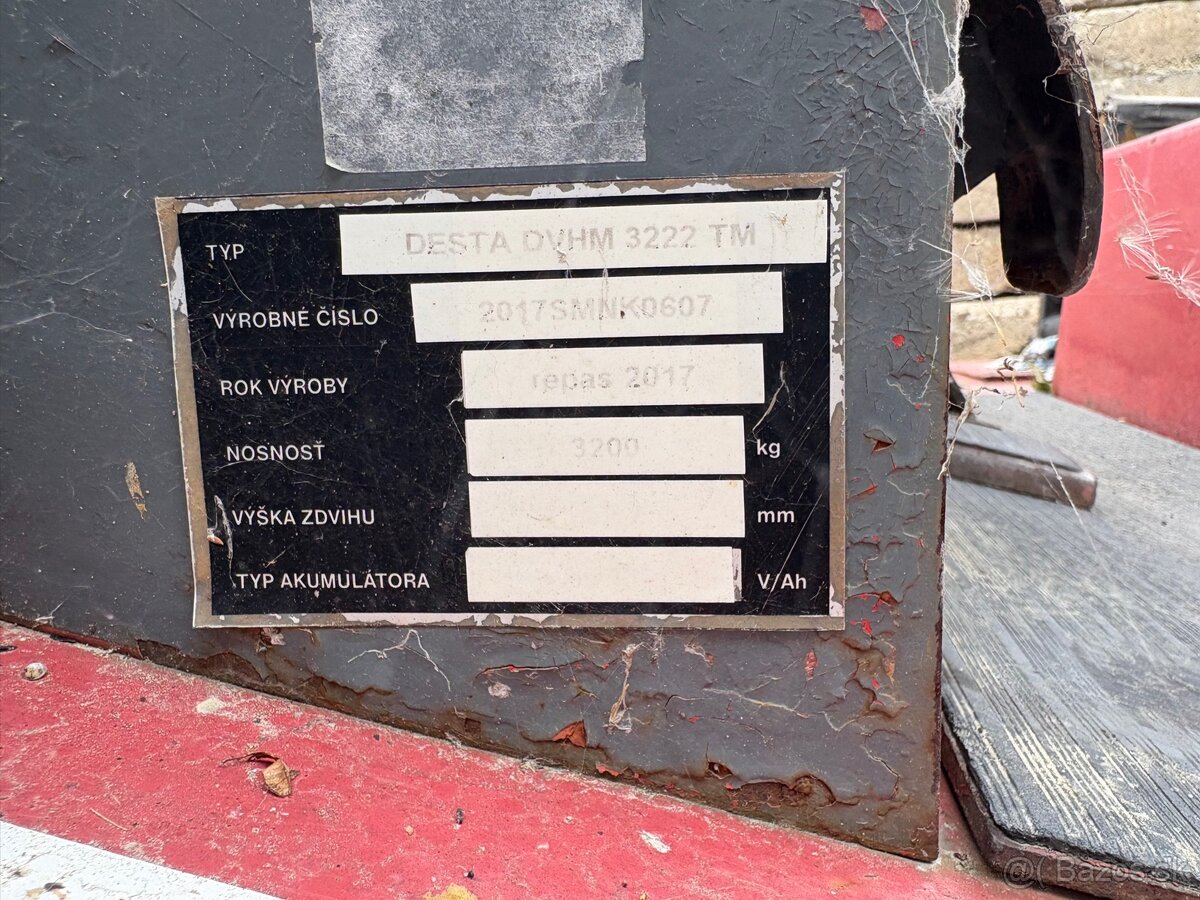 TYP DESTA DVHM 3222 TM
VÝROBNÉ ČÍSLO 2017SMNK0607
ROK VÝROBY repas 2017
NOSNOSŤ 3200 kg
VÝŠKA ZDVIHU mm
TYP AKUMULÁTORA V/Ah
@( Bazos.sk